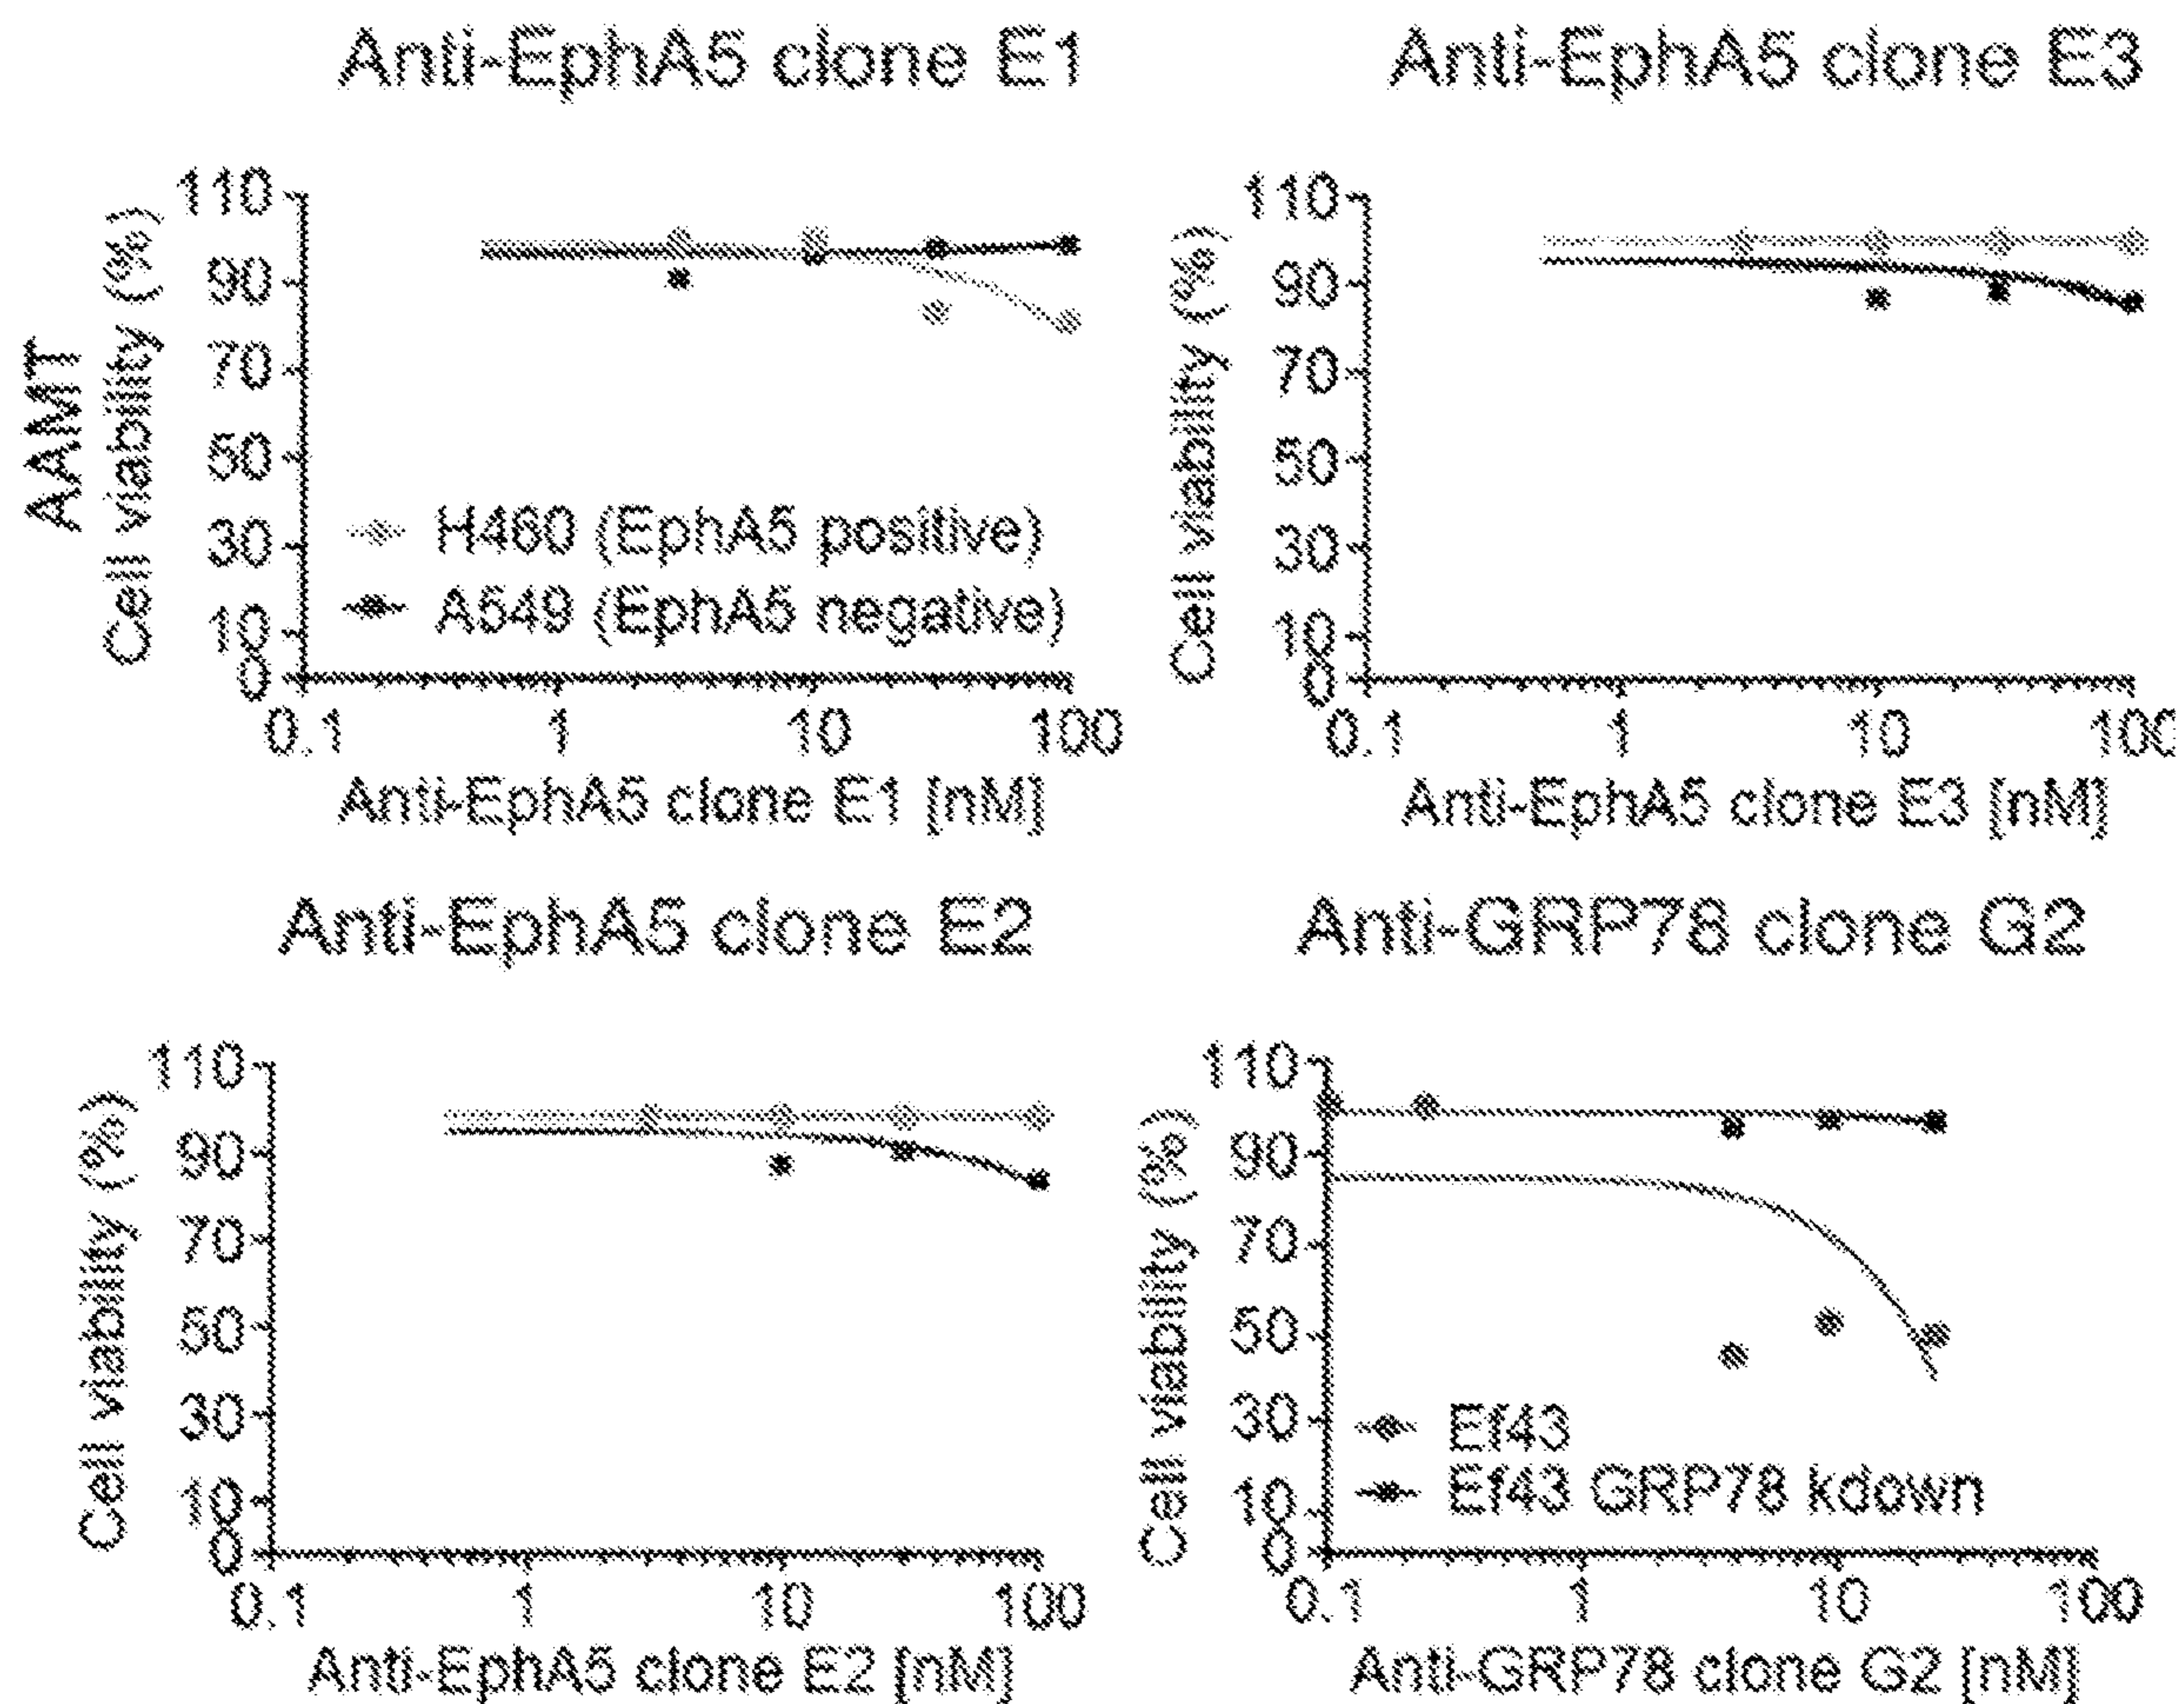 Anti-EphA5 clone E1
AAMT
Cell viability (%)
110
90
70
50
30
10
0
H460 (EphA5 positive)
A549 (EphA5 negative)
0.1 1 10 100
Anti-EphA5 clone E1 [nM]
Anti-EphA5 clone E3
Cell viability (%)
110
90
70
50
30
10
0
0.1 1 10 100
Anti-EphA5 clone E3 [nM]
Anti-EphA5 clone E2
Cell viability (%)
110
90
70
50
30
10
0
0.1 1 10 100
Anti-EphA5 clone E2 [nM]
Anti-GRP78 clone G2
Cell viability (%)
110
90
70
50
30
10
0
Ef43
Ef43 GRP78 kdown
0.1 1 10 100
Anti-GRP78 clone G2 [nM]